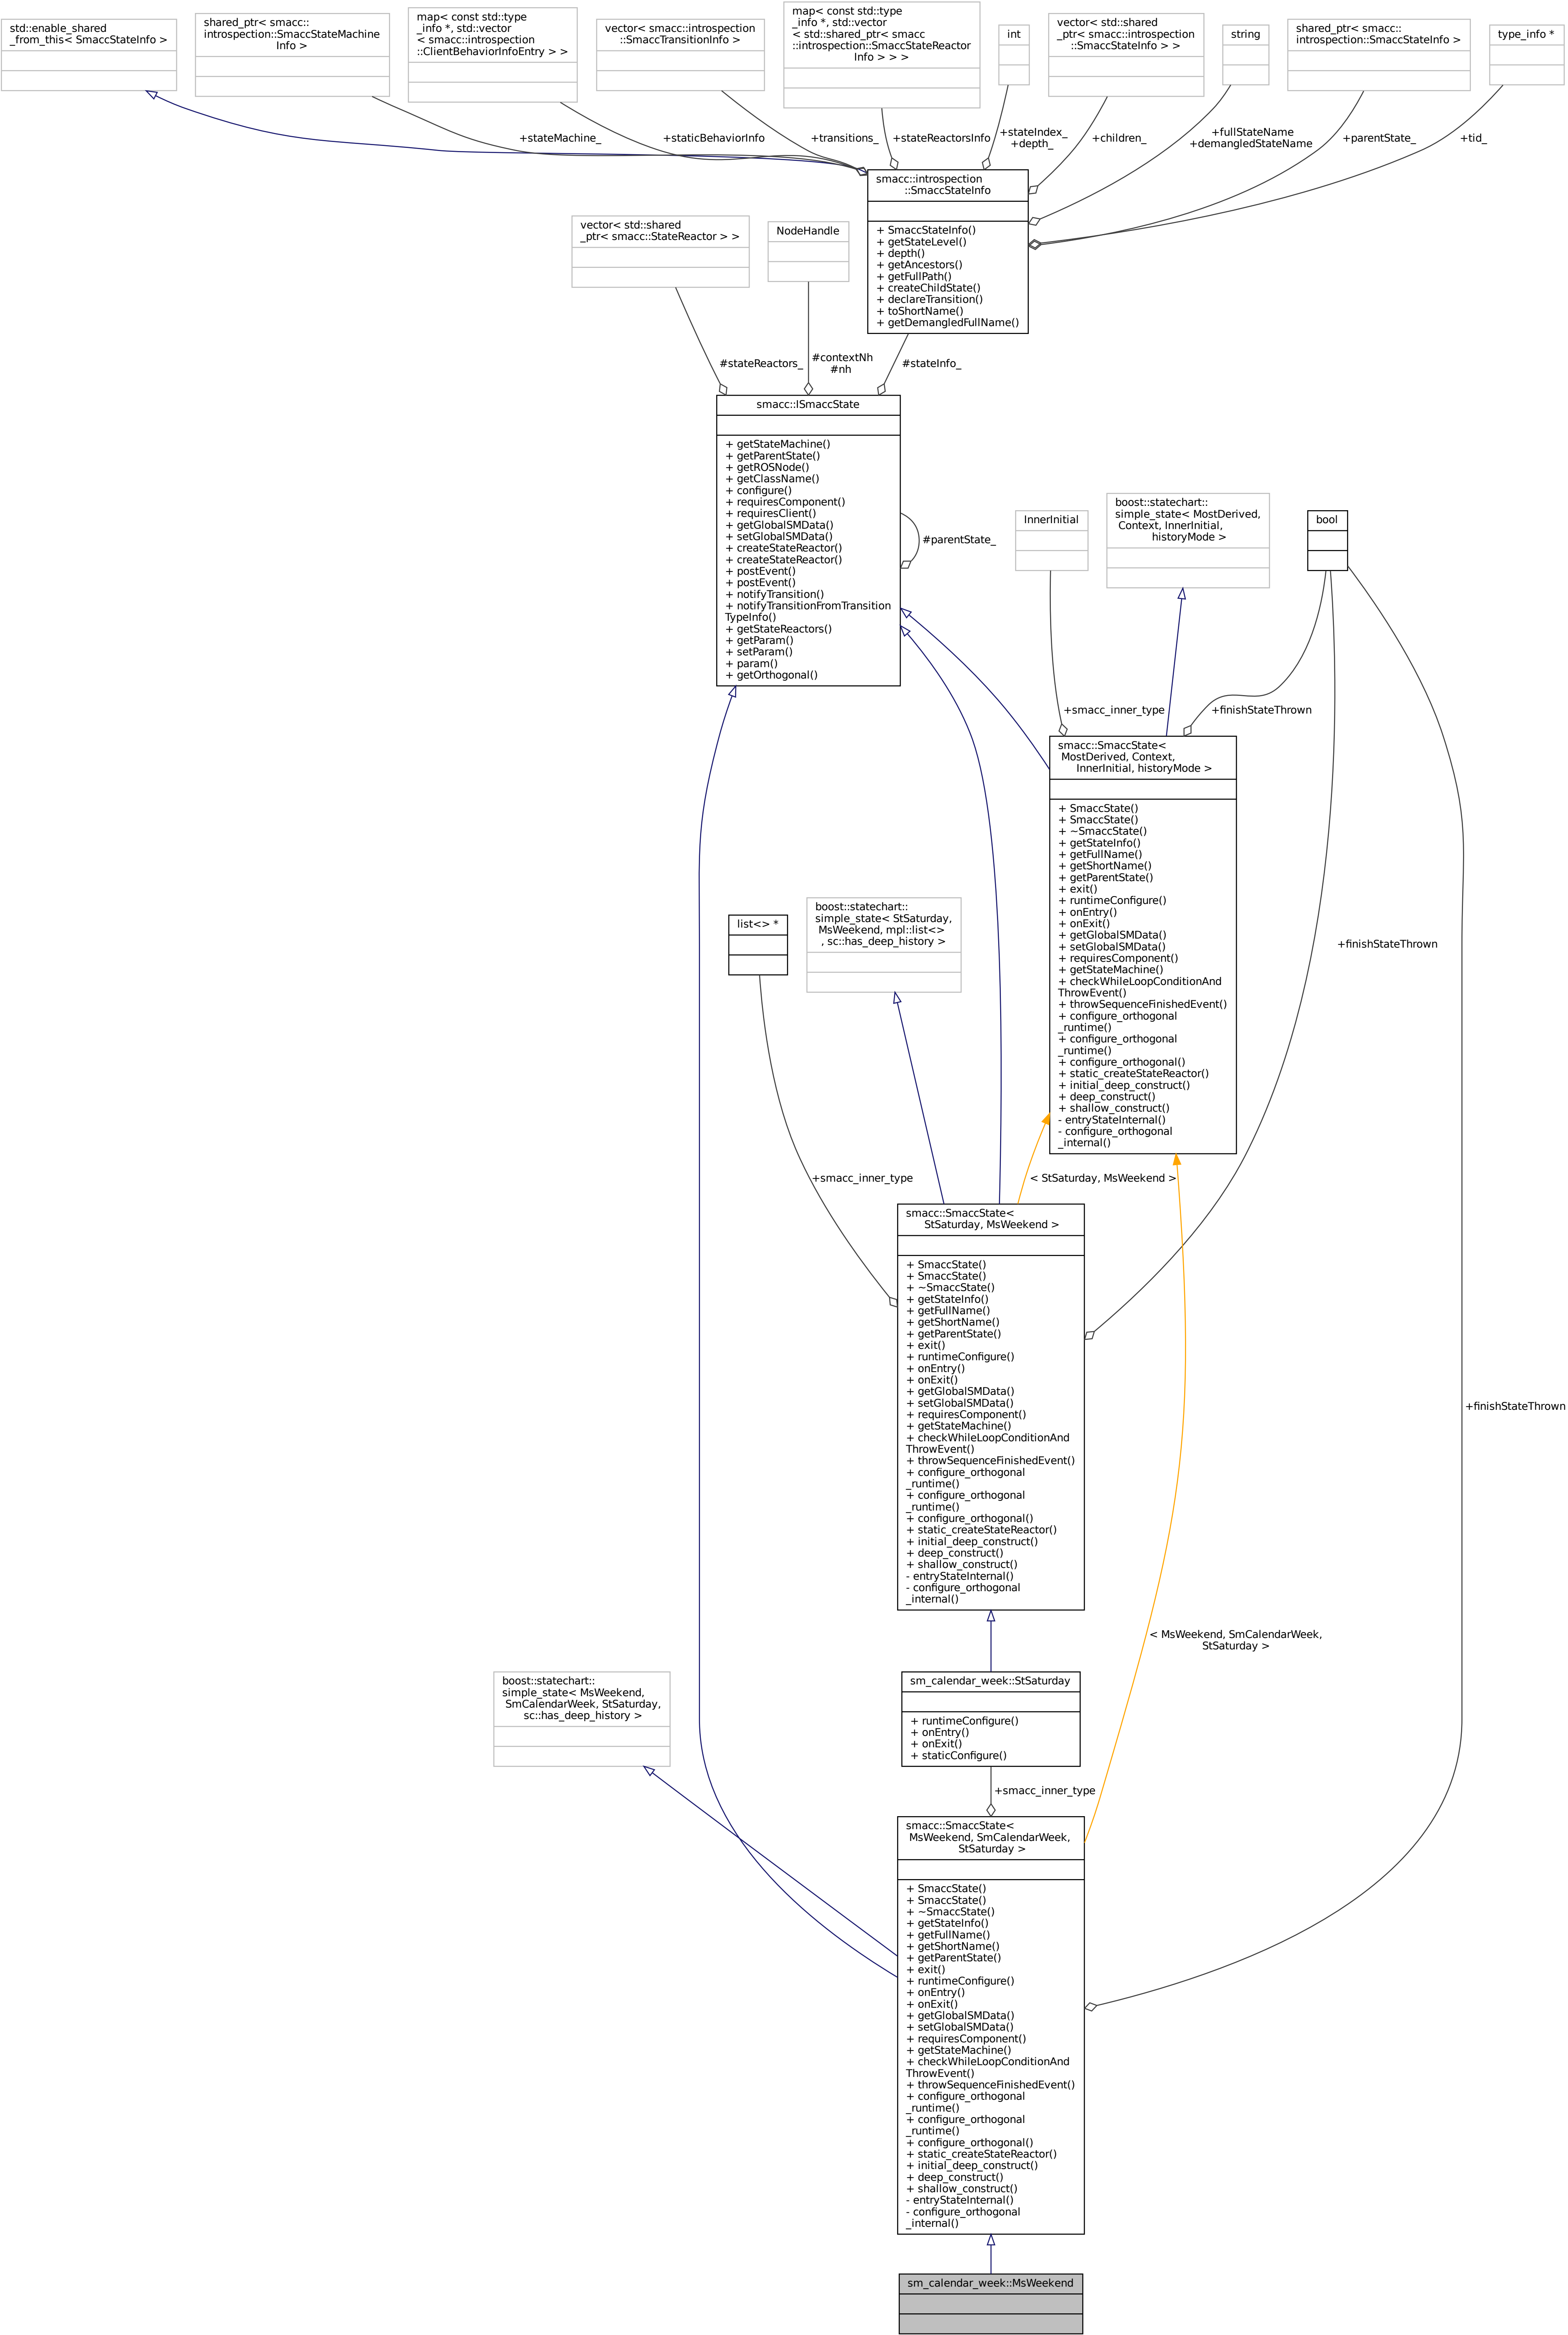 std::enable_shared
_from_this< SmaccStateInfo >
shared_ptr< smacc::
introspection::SmaccStateMachine
Info >
map< const std::type
_info *, std::vector
< smacc::introspection
::ClientBehaviorInfoEntry > >
vector< smacc::introspection
::SmaccTransitionInfo >
map< const std::type
_info *, std::vector
< std::shared_ptr< smacc
::introspection::SmaccStateReactor
Info > > >
int
vector< std::shared
_ptr< smacc::introspection
::SmaccStateInfo > >
string
shared_ptr< smacc::
introspection::SmaccStateInfo >
type_info *
+stateMachine_
+staticBehaviorInfo
+transitions_
+stateReactorsInfo
+stateIndex_
+depth_
+children_
+fullStateName
+demangledStateName
+parentState_
+tid_
smacc::introspection
::SmaccStateInfo
+ SmaccStateInfo()
+ getStateLevel()
+ depth()
+ getAncestors()
+ getFullPath()
+ createChildState()
+ declareTransition()
+ toShortName()
+ getDemangledFullName()
vector< std::shared
_ptr< smacc::StateReactor > >
NodeHandle
#stateReactors_
#contextNh
#nh
#stateInfo_
smacc::ISmaccState
+ getStateMachine()
+ getParentState()
+ getROSNode()
+ getClassName()
+ configure()
+ requiresComponent()
+ requiresClient()
+ getGlobalSMData()
+ setGlobalSMData()
+ createStateReactor()
+ createStateReactor()
+ postEvent()
+ postEvent()
+ notifyTransition()
+ notifyTransitionFromTransition
TypeInfo()
+ getStateReactors()
+ getParam()
+ setParam()
+ param()
+ getOrthogonal()
#parentState_
InnerInitial
boost::statechart::
simple_state< MostDerived,
Context, InnerInitial,
historyMode >
bool
+smacc_inner_type
+finishStateThrown
smacc::SmaccState<
MostDerived, Context,
InnerInitial, historyMode >
+ SmaccState()
+ SmaccState()
+ ~SmaccState()
+ getStateInfo()
+ getFullName()
+ getShortName()
+ getParentState()
+ exit()
+ runtimeConfigure()
+ onEntry()
+ onExit()
+ getGlobalSMData()
+ setGlobalSMData()
+ requiresComponent()
+ getStateMachine()
+ checkWhileLoopConditionAnd
ThrowEvent()
+ throwSequenceFinishedEvent()
+ configure_orthogonal
_runtime()
+ configure_orthogonal
_runtime()
+ configure_orthogonal()
+ static_createStateReactor()
+ initial_deep_construct()
+ deep_construct()
+ shallow_construct()
- entryStateInternal()
- configure_orthogonal
_internal()
list<> *
boost::statechart::
simple_state< StSaturday,
MsWeekend, mpl::list<>
, sc::has_deep_history >
+finishStateThrown
+smacc_inner_type
< StSaturday, MsWeekend >
smacc::SmaccState<
StSaturday, MsWeekend >
+ SmaccState()
+ SmaccState()
+ ~SmaccState()
+ getStateInfo()
+ getFullName()
+ getShortName()
+ getParentState()
+ exit()
+ runtimeConfigure()
+ onEntry()
+ onExit()
+ getGlobalSMData()
+ setGlobalSMData()
+ requiresComponent()
+ getStateMachine()
+ checkWhileLoopConditionAnd
ThrowEvent()
+ throwSequenceFinishedEvent()
+ configure_orthogonal
_runtime()
+ configure_orthogonal
_runtime()
+ configure_orthogonal()
+ static_createStateReactor()
+ initial_deep_construct()
+ deep_construct()
+ shallow_construct()
- entryStateInternal()
- configure_orthogonal
_internal()
+finishStateThrown
< MsWeekend, SmCalendarWeek,
StSaturday >
boost::statechart::
simple_state< MsWeekend,
SmCalendarWeek, StSaturday,
sc::has_deep_history >
sm_calendar_week::StSaturday
+ runtimeConfigure()
+ onEntry()
+ onExit()
+ staticConfigure()
+smacc_inner_type
smacc::SmaccState<
MsWeekend, SmCalendarWeek,
StSaturday >
+ SmaccState()
+ SmaccState()
+ ~SmaccState()
+ getStateInfo()
+ getFullName()
+ getShortName()
+ getParentState()
+ exit()
+ runtimeConfigure()
+ onEntry()
+ onExit()
+ getGlobalSMData()
+ setGlobalSMData()
+ requiresComponent()
+ getStateMachine()
+ checkWhileLoopConditionAnd
ThrowEvent()
+ throwSequenceFinishedEvent()
+ configure_orthogonal
_runtime()
+ configure_orthogonal
_runtime()
+ configure_orthogonal()
+ static_createStateReactor()
+ initial_deep_construct()
+ deep_construct()
+ shallow_construct()
- entryStateInternal()
- configure_orthogonal
_internal()
sm_calendar_week::MsWeekend